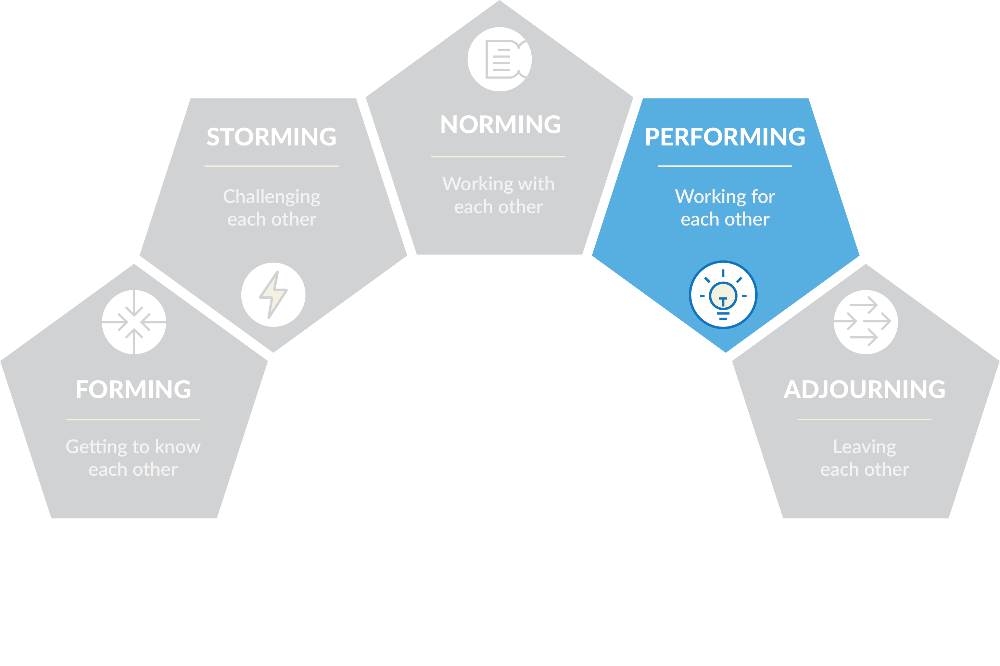 FORMING
Getting to know
each other
STORMING
Challenging
each other
NORMING
Working with
each other
PERFORMING
Working for
each other
ADJOURNING
Leaving
each other